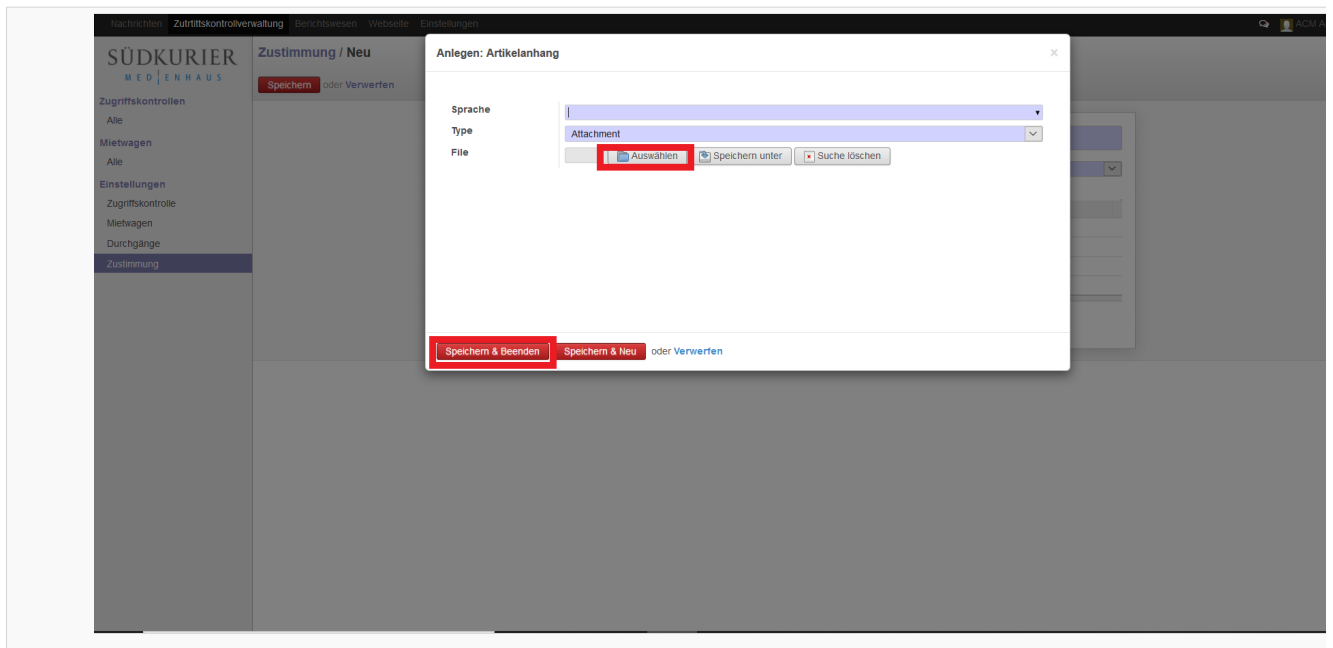 Nachrichten Zutrtittskontrollverwaltung Berichtswesen Webseite Einstellungen
ACM A
SÜDKURIER
MEDIENHAUS
Zustimmung / Neu
Speichern oder Verwerfen
Zugriffskontrollen
Alle
Mietwagen
Alle
Einstellungen
Zugriffskontrolle
Mietwagen
Durchgänge
Zustimmung
Anlegen: Artikelanhang
×
Sprache
Type Attachment
File Auswählen Speichern unter Suche löschen
Speichern & Beenden Speichern & Neu oder Verwerfen